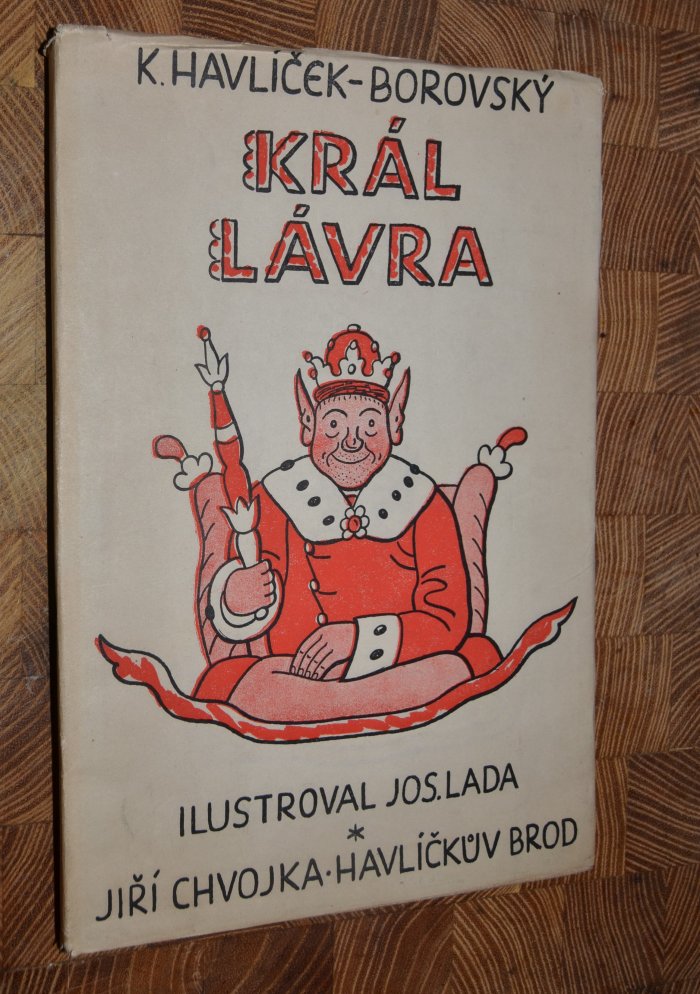 K. HAVLÍČEK-BOROVSKÝ
KRÁL
LÁVRA
ILUSTROVAL JOS. LADA
*
JIŘÍ CHVOJKA·HAVLÍČKŮV BROD